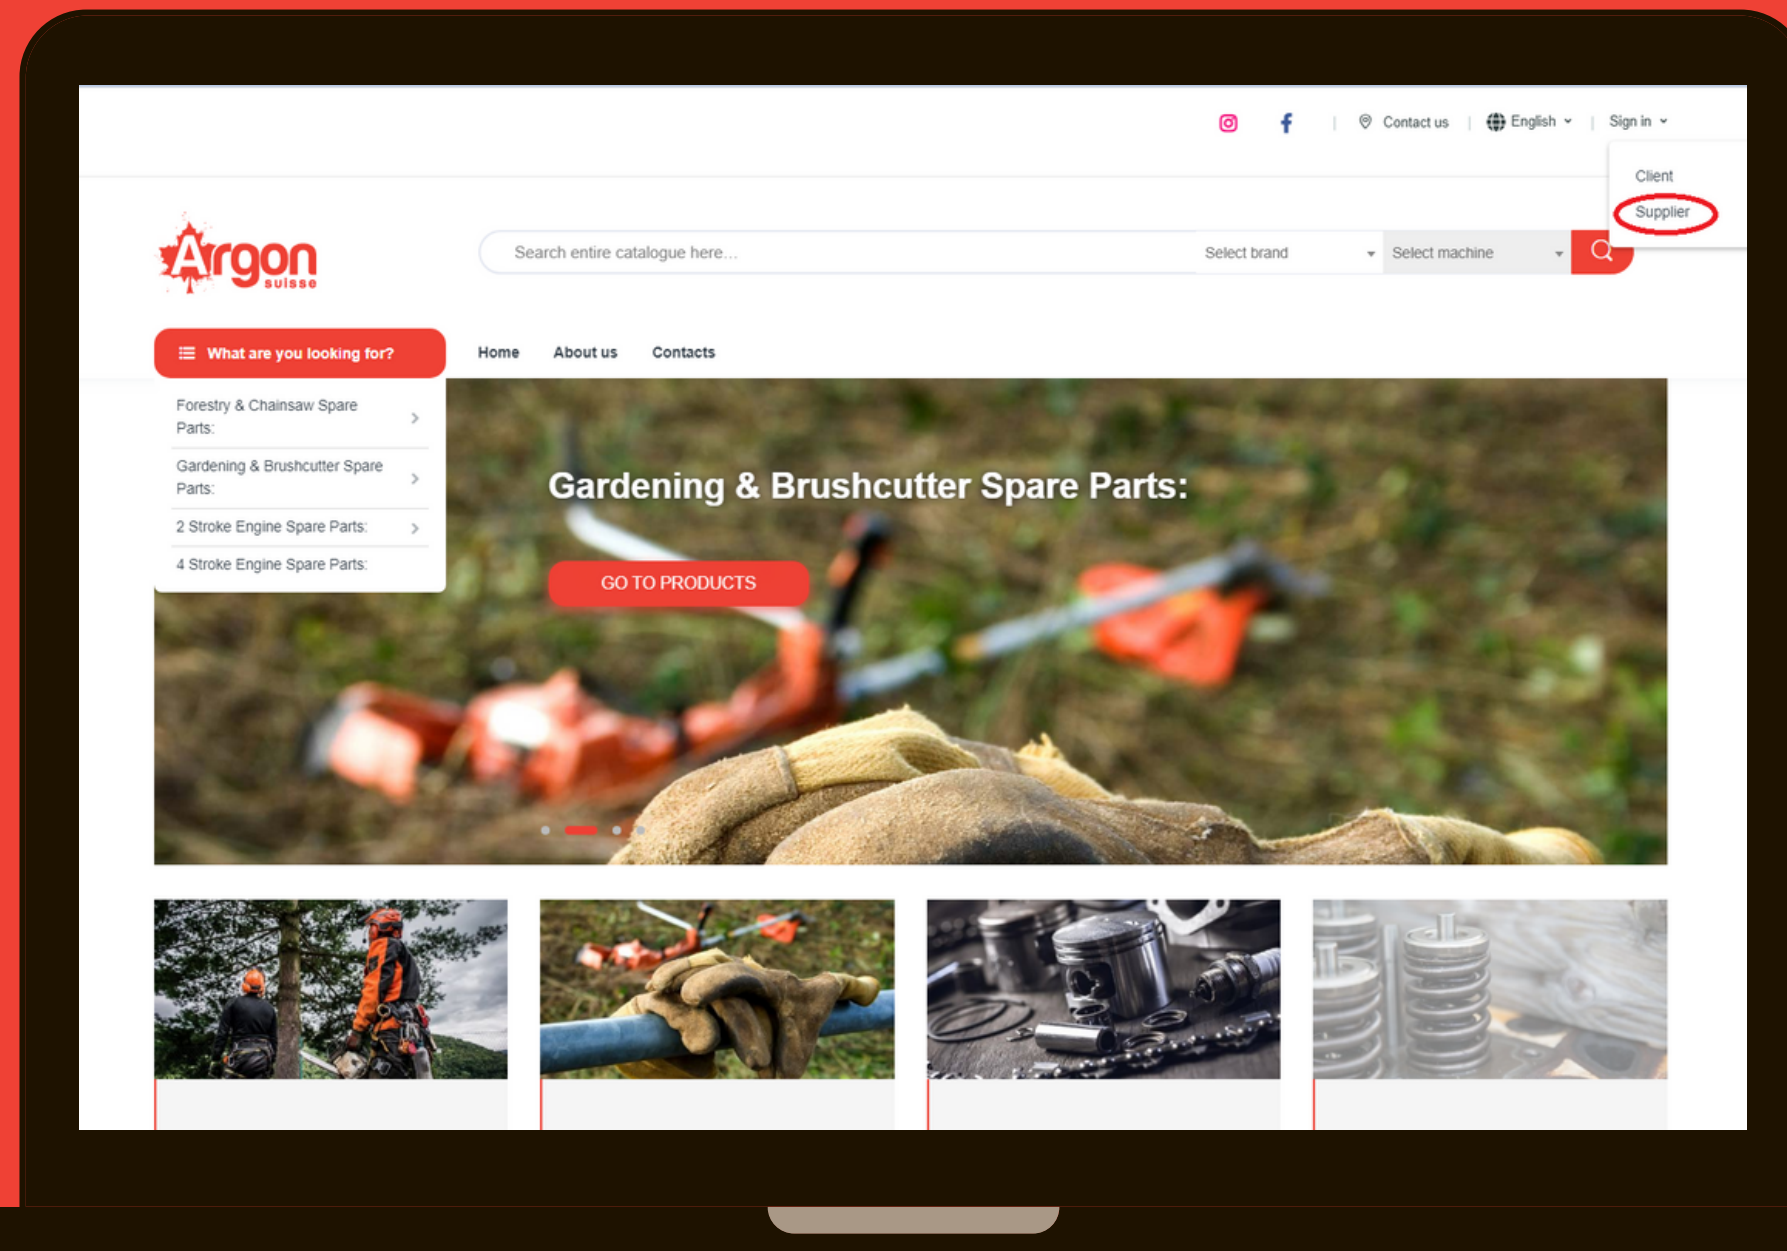 Contact us
English
Sign in
Client
Supplier
Argon
suisse
Search entire catalogue here...
Select brand
Select machine
What are you looking for?
Home
About us
Contacts
Forestry & Chainsaw Spare
Parts:
Gardening & Brushcutter Spare
Parts:
2 Stroke Engine Spare Parts:
4 Stroke Engine Spare Parts:
Gardening & Brushcutter Spare Parts:
GO TO PRODUCTS